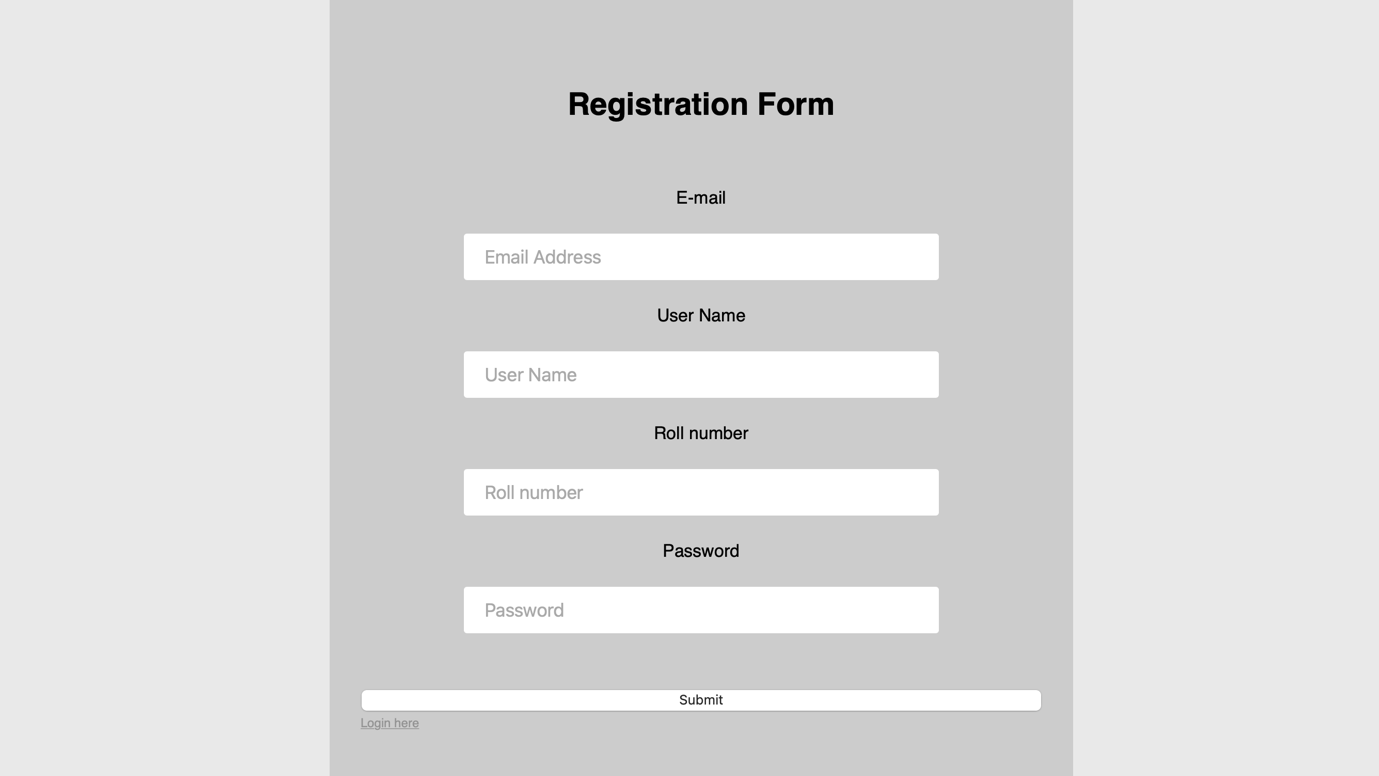 Registration Form
E-mail
Email Address
User Name
User Name
Roll number
Roll number
Password
Password
Submit
Login here